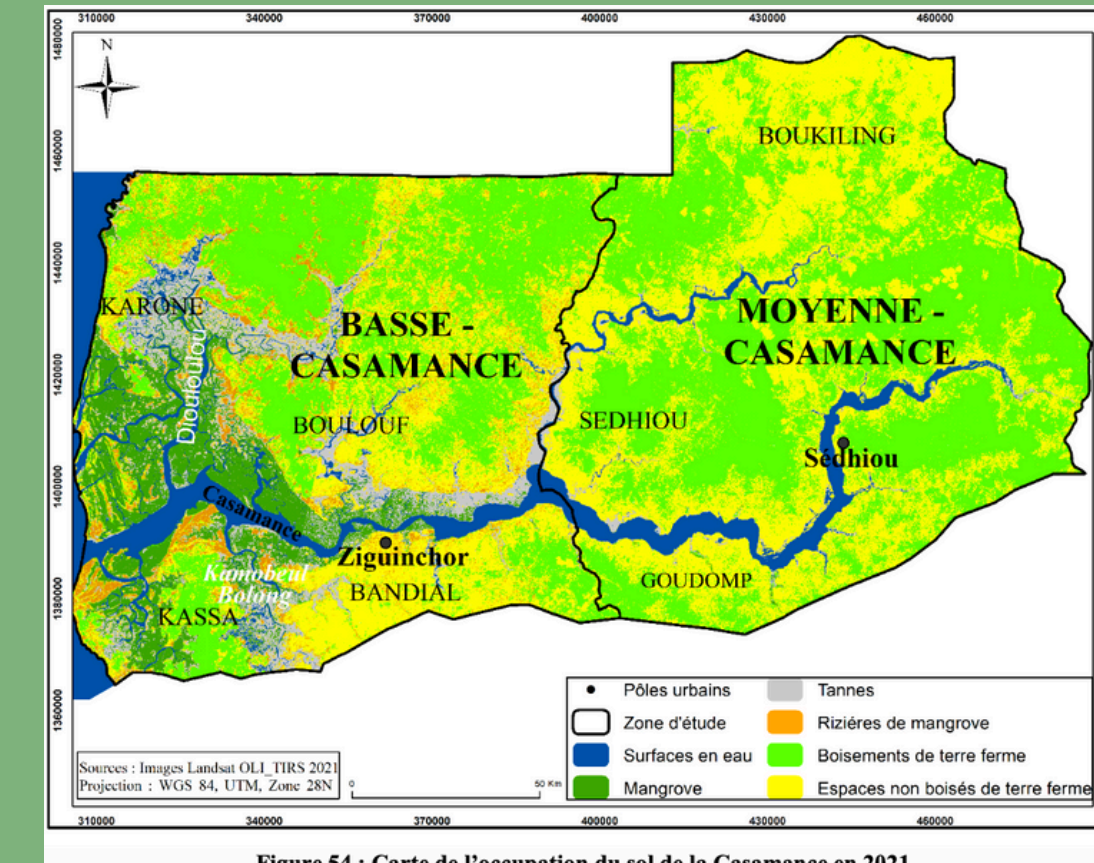 310000 340000 370000 400000 430000 460000
1480000
1460000
1440000
1420000
1400000
1380000
1360000
N
BOUKILING
KARONE
Diouloulou
BASSE -
CASAMANCE
MOYENNE -
CASAMANCE
BOULOUF
SEDHIOU
Sédhiou
Casamance
Ziguinchor
Kamobeul
Bolong
BANDIAL
GOUDOMP
KASSA
Pôles urbains
Zone d'étude
Surfaces en eau
Mangrove
Tannes
Riziéres de mangrove
Boisements de terre ferme
Espaces non boisés de terre ferme
Sources : Images Landsat OLI_TIRS 2021
Projection : WGS 84, UTM, Zone 28N
0 50 Km
310000 340000 370000 400000 430000 460000
Figure 54 : Carte de l'occupation du sol de la Casamance en 2021